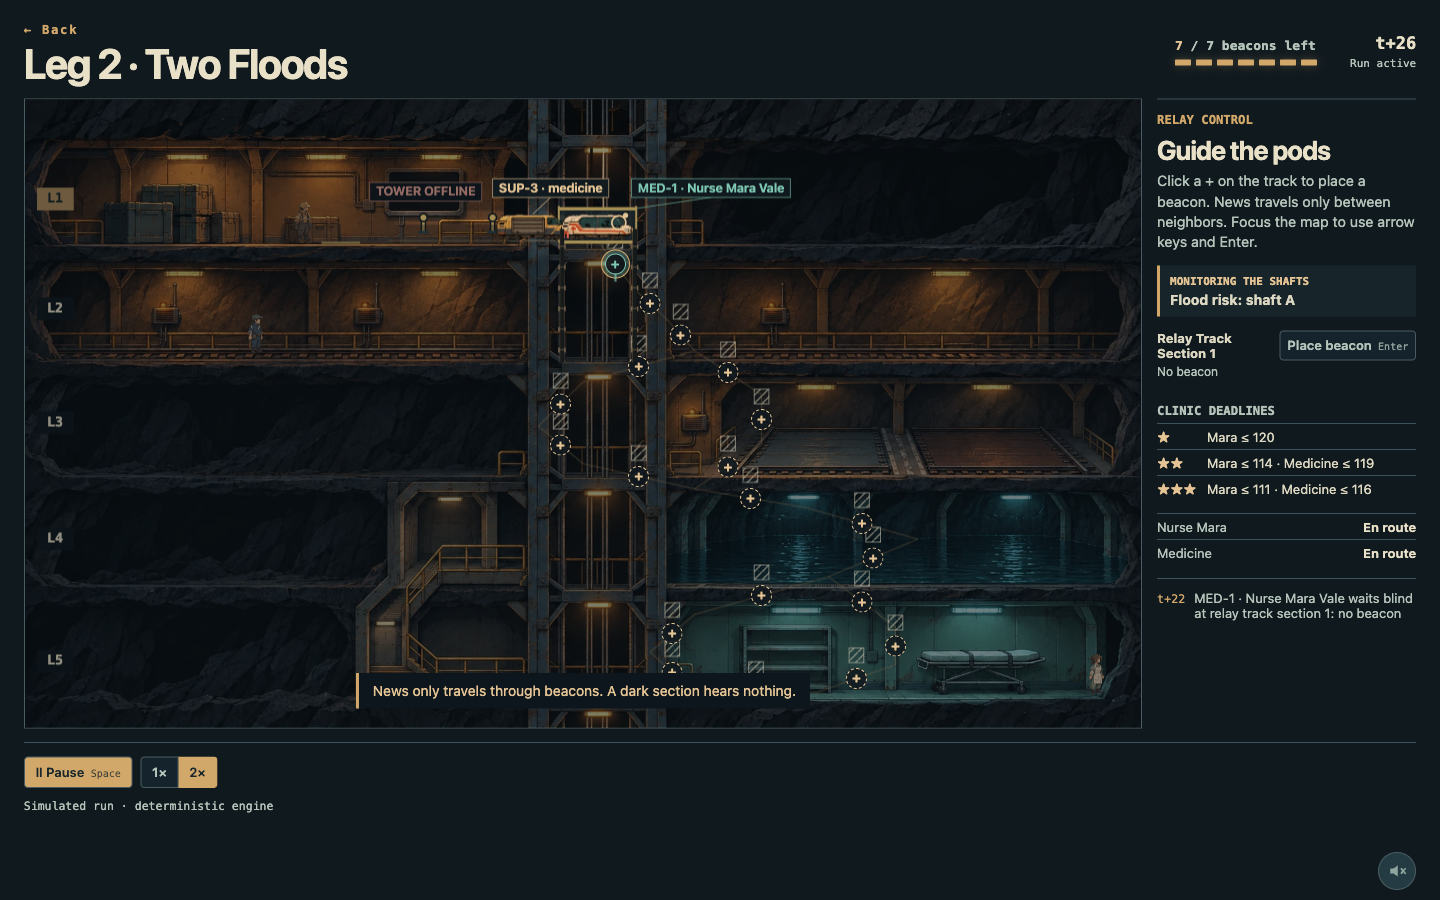 ← Back
Leg 2 · Two Floods
7 / 7 beacons left
t+26
Run active
L1
TOWER OFFLINE
SUP-3 · medicine
MED-1 · Nurse Mara Vale
L2
L3
L4
L5
News only travels through beacons. A dark section hears nothing.
RELAY CONTROL
Guide the pods
Click a + on the track to place a
beacon. News travels only between
neighbors. Focus the map to use arrow
keys and Enter.
MONITORING THE SHAFTS
Flood risk: shaft A
Relay Track
Section 1
No beacon
Place beacon Enter
CLINIC DEADLINES
★ Mara ≤ 120
★★ Mara ≤ 114 · Medicine ≤ 119
★★★ Mara ≤ 111 · Medicine ≤ 116
Nurse Mara En route
Medicine En route
t+22 MED-1 · Nurse Mara Vale waits blind
at relay track section 1: no beacon
II Pause Space
1×
2×
Simulated run · deterministic engine